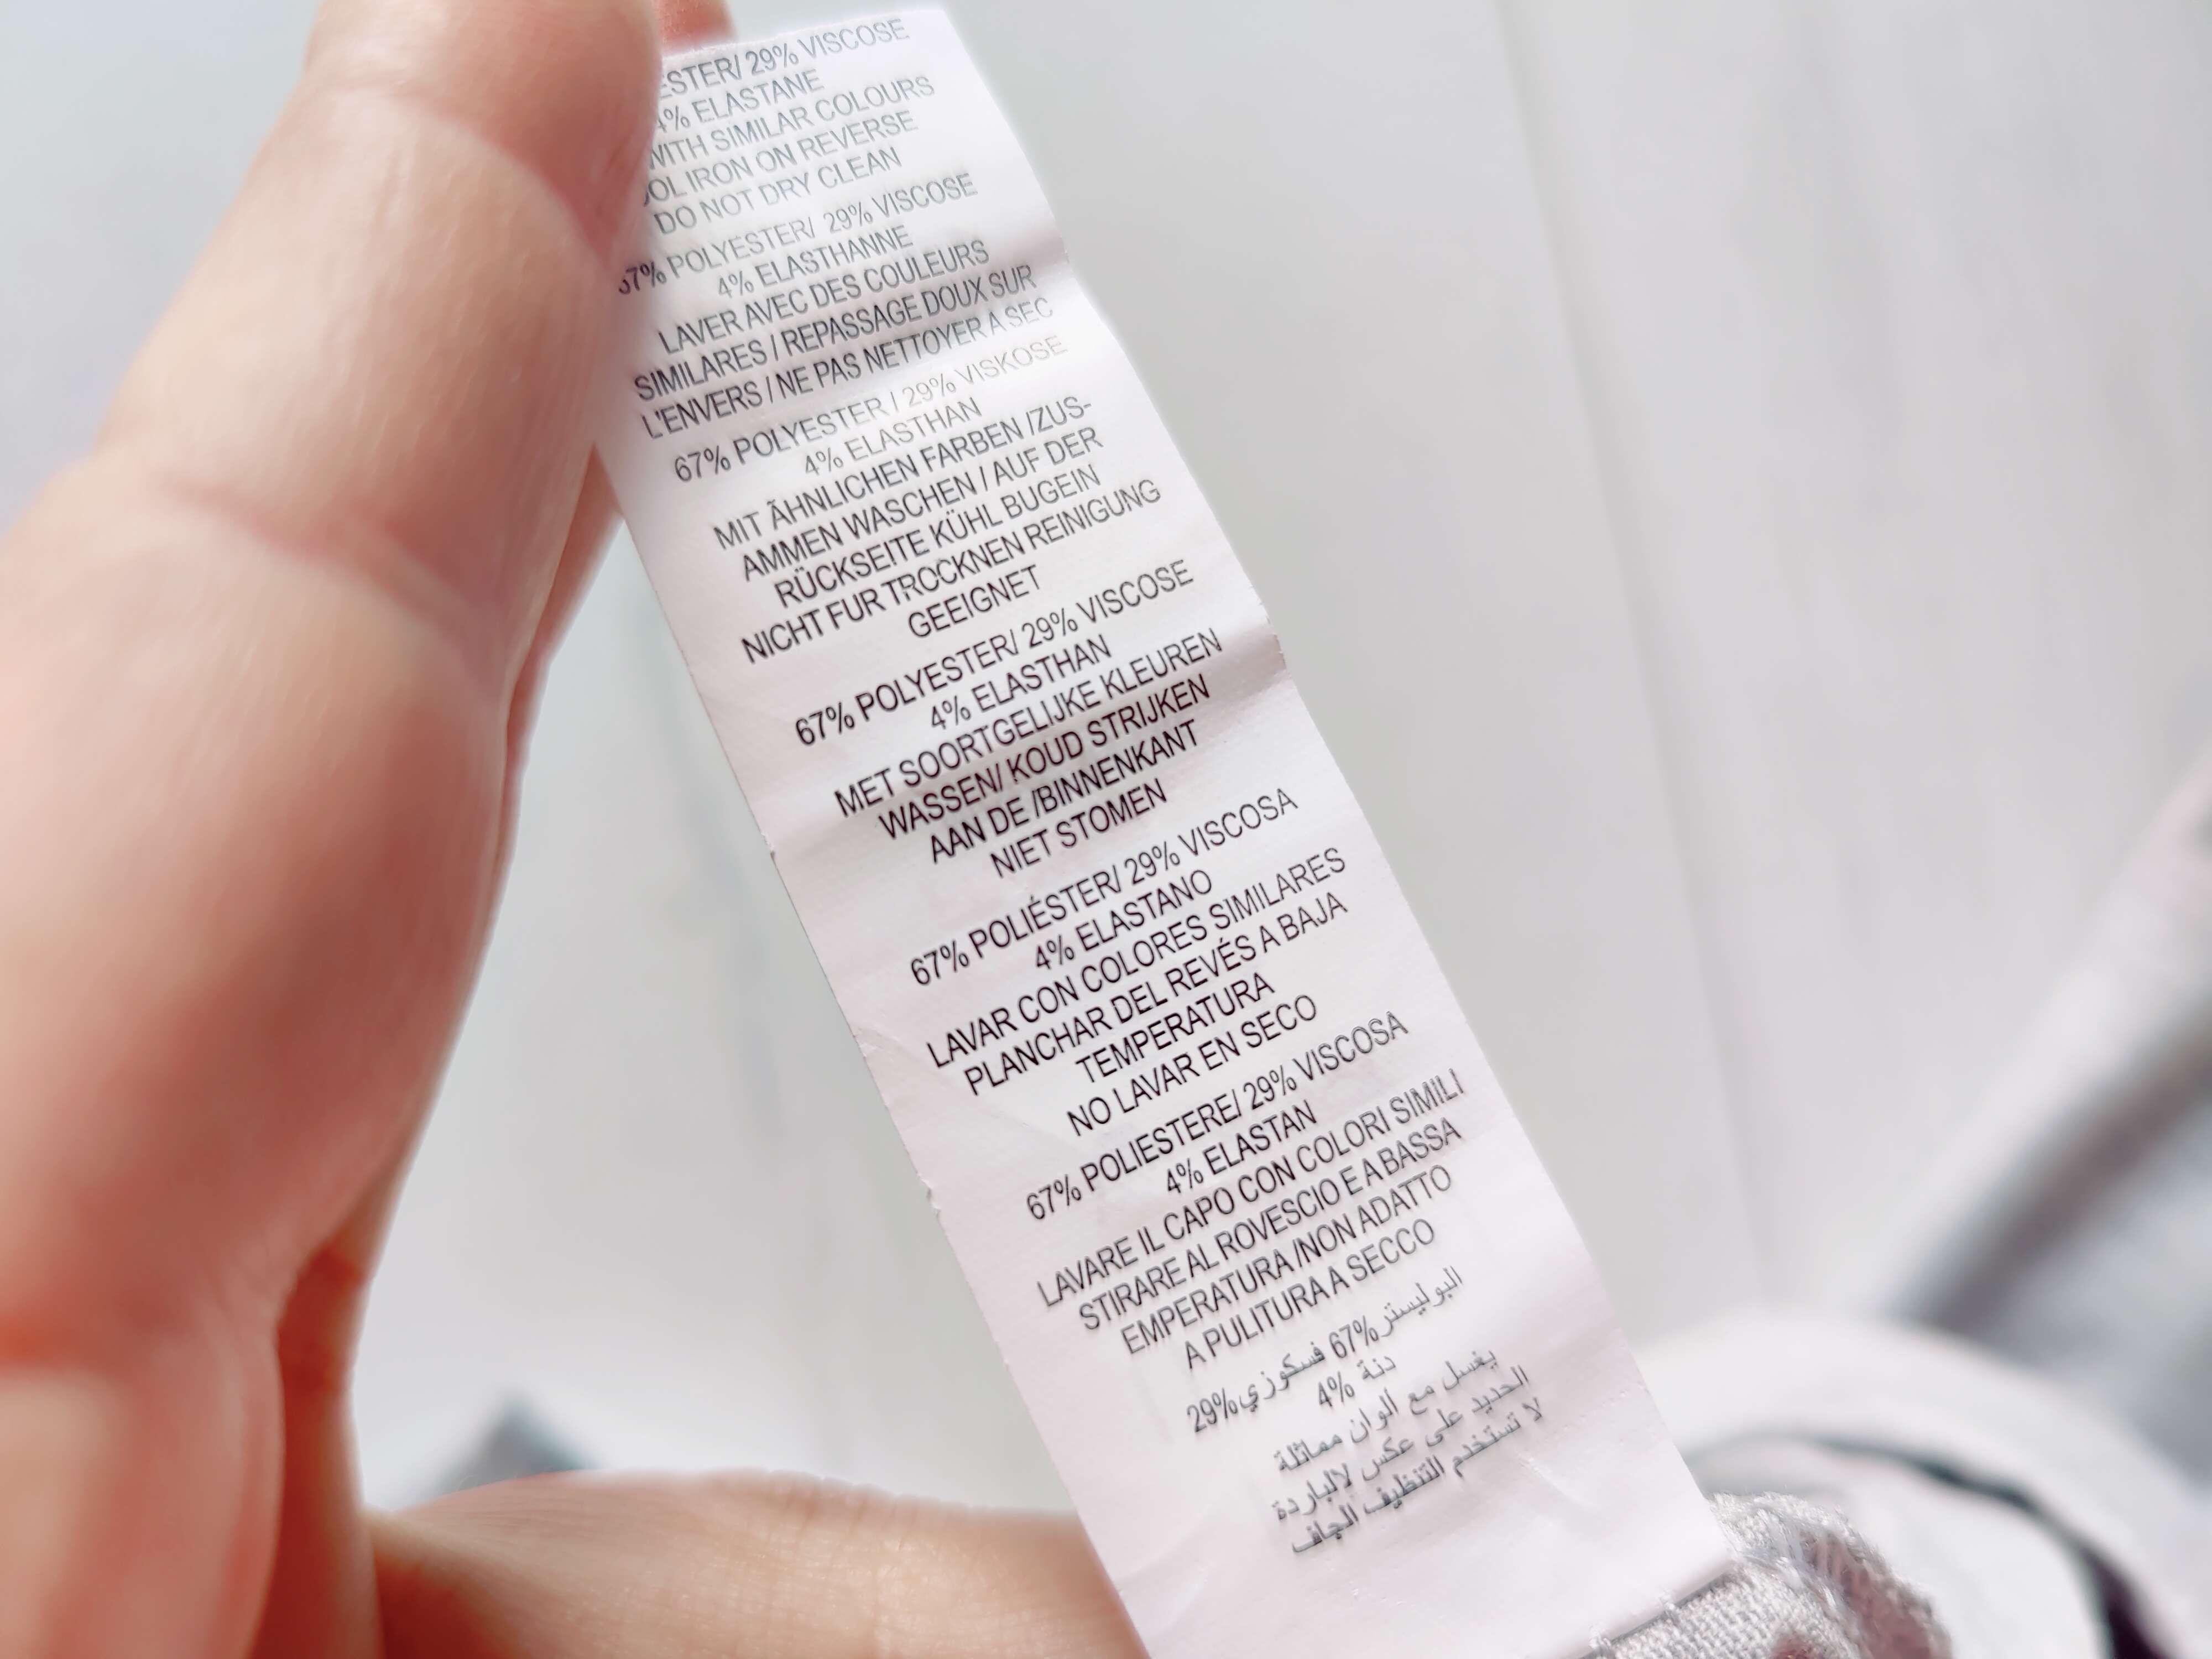 ESTER/ 29% VISCOSE
4% ELASTANE
WITH SIMILAR COLOURS
OL IRON ON REVERSE
DO NOT DRY CLEAN
67% POLYESTER/ 29% VISCOSE
4% ELASTHANNE
LAVER AVEC DES COULEURS
SIMILARES / REPASSAGE DOUX SUR
L'ENVERS / NE PAS NETTOYER A SEC
67% POLYESTER / 29% VISKOSE
4% ELASTHAN
MIT ÃHNLICHEN FARBEN /ZUS-
AMMEN WASCHEN / AUF DER
RÜCKSEITE KÜHL BUGEIN
NICHT FUR TROCKNEN REINIGUNG
GEEIGNET
67% POLYESTER/ 29% VISCOSE
4% ELASTHAN
MET SOORTGELIJKE KLEUREN
WASSEN/ KOUD STRIJKEN
AAN DE /BINNENKANT
NIET STOMEN
67% POLIÉSTER/ 29% VISCOSA
4% ELASTANO
LAVAR CON COLORES SIMILARES
PLANCHAR DEL REVÉS A BAJA
TEMPERATURA
NO LAVAR EN SECO
67% POLIESTERE/ 29% VISCOSA
4% ELASTAN
LAVARE IL CAPO CON COLORI SIMILI
STIRARE AL ROVESCIO E A BASSA
EMPERATURA /NON ADATTO
A PULITURA A SECCO
البوليستر 67% فسكوزي 29%
دنة 4%
يغسل مع الوان مماثلة
الحديد على عكس لالباردة
لا تستخدم التنظيف الجاف